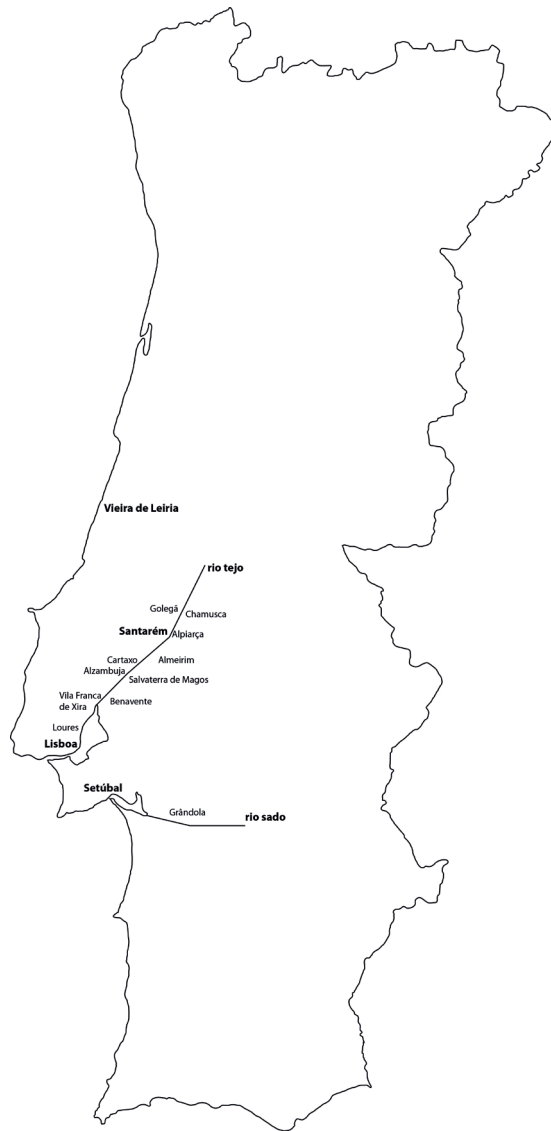 Vieira de Leiria
rio tejo
Golegã
Chamusca
Santarém
Alpiarça
Cartaxo
Almeirim
Alzambuja
Salvaterra de Magos
Vila Franca
de Xira
Benavente
Loures
Lisboa
Setúbal
Grândola
rio sado